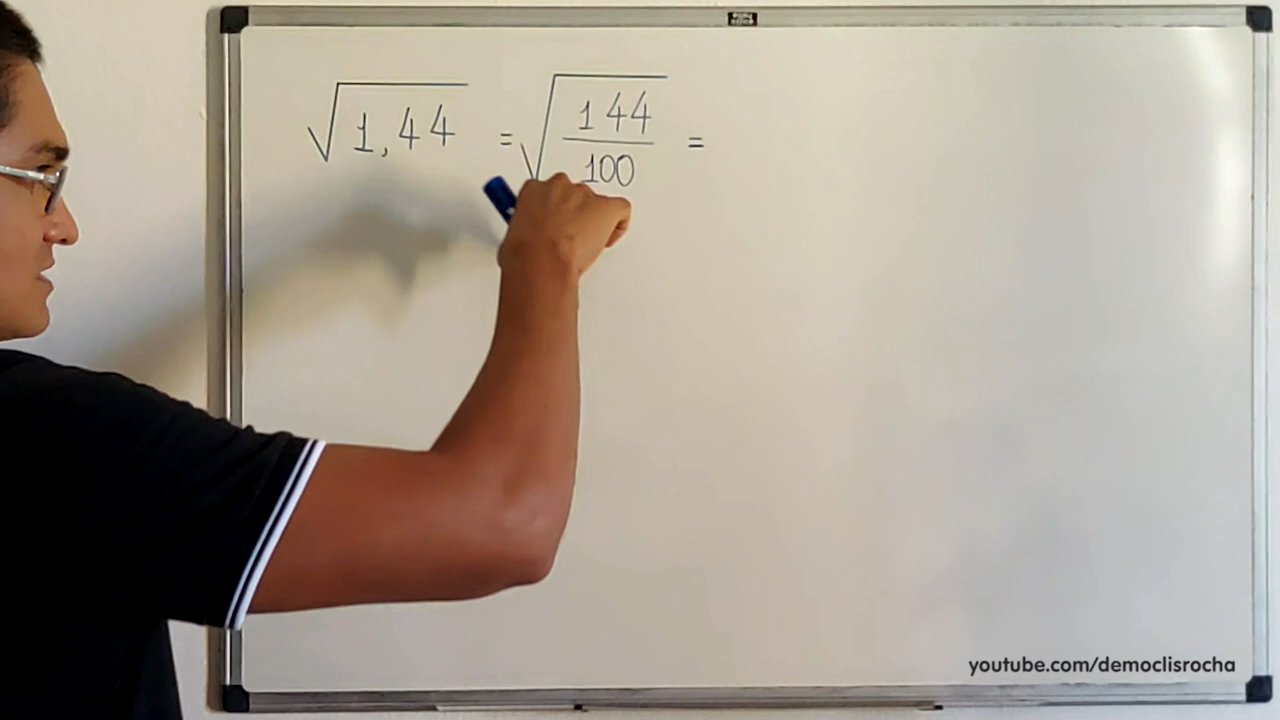 √1,44 = √144/100 =
youtube.com/democlisrocha